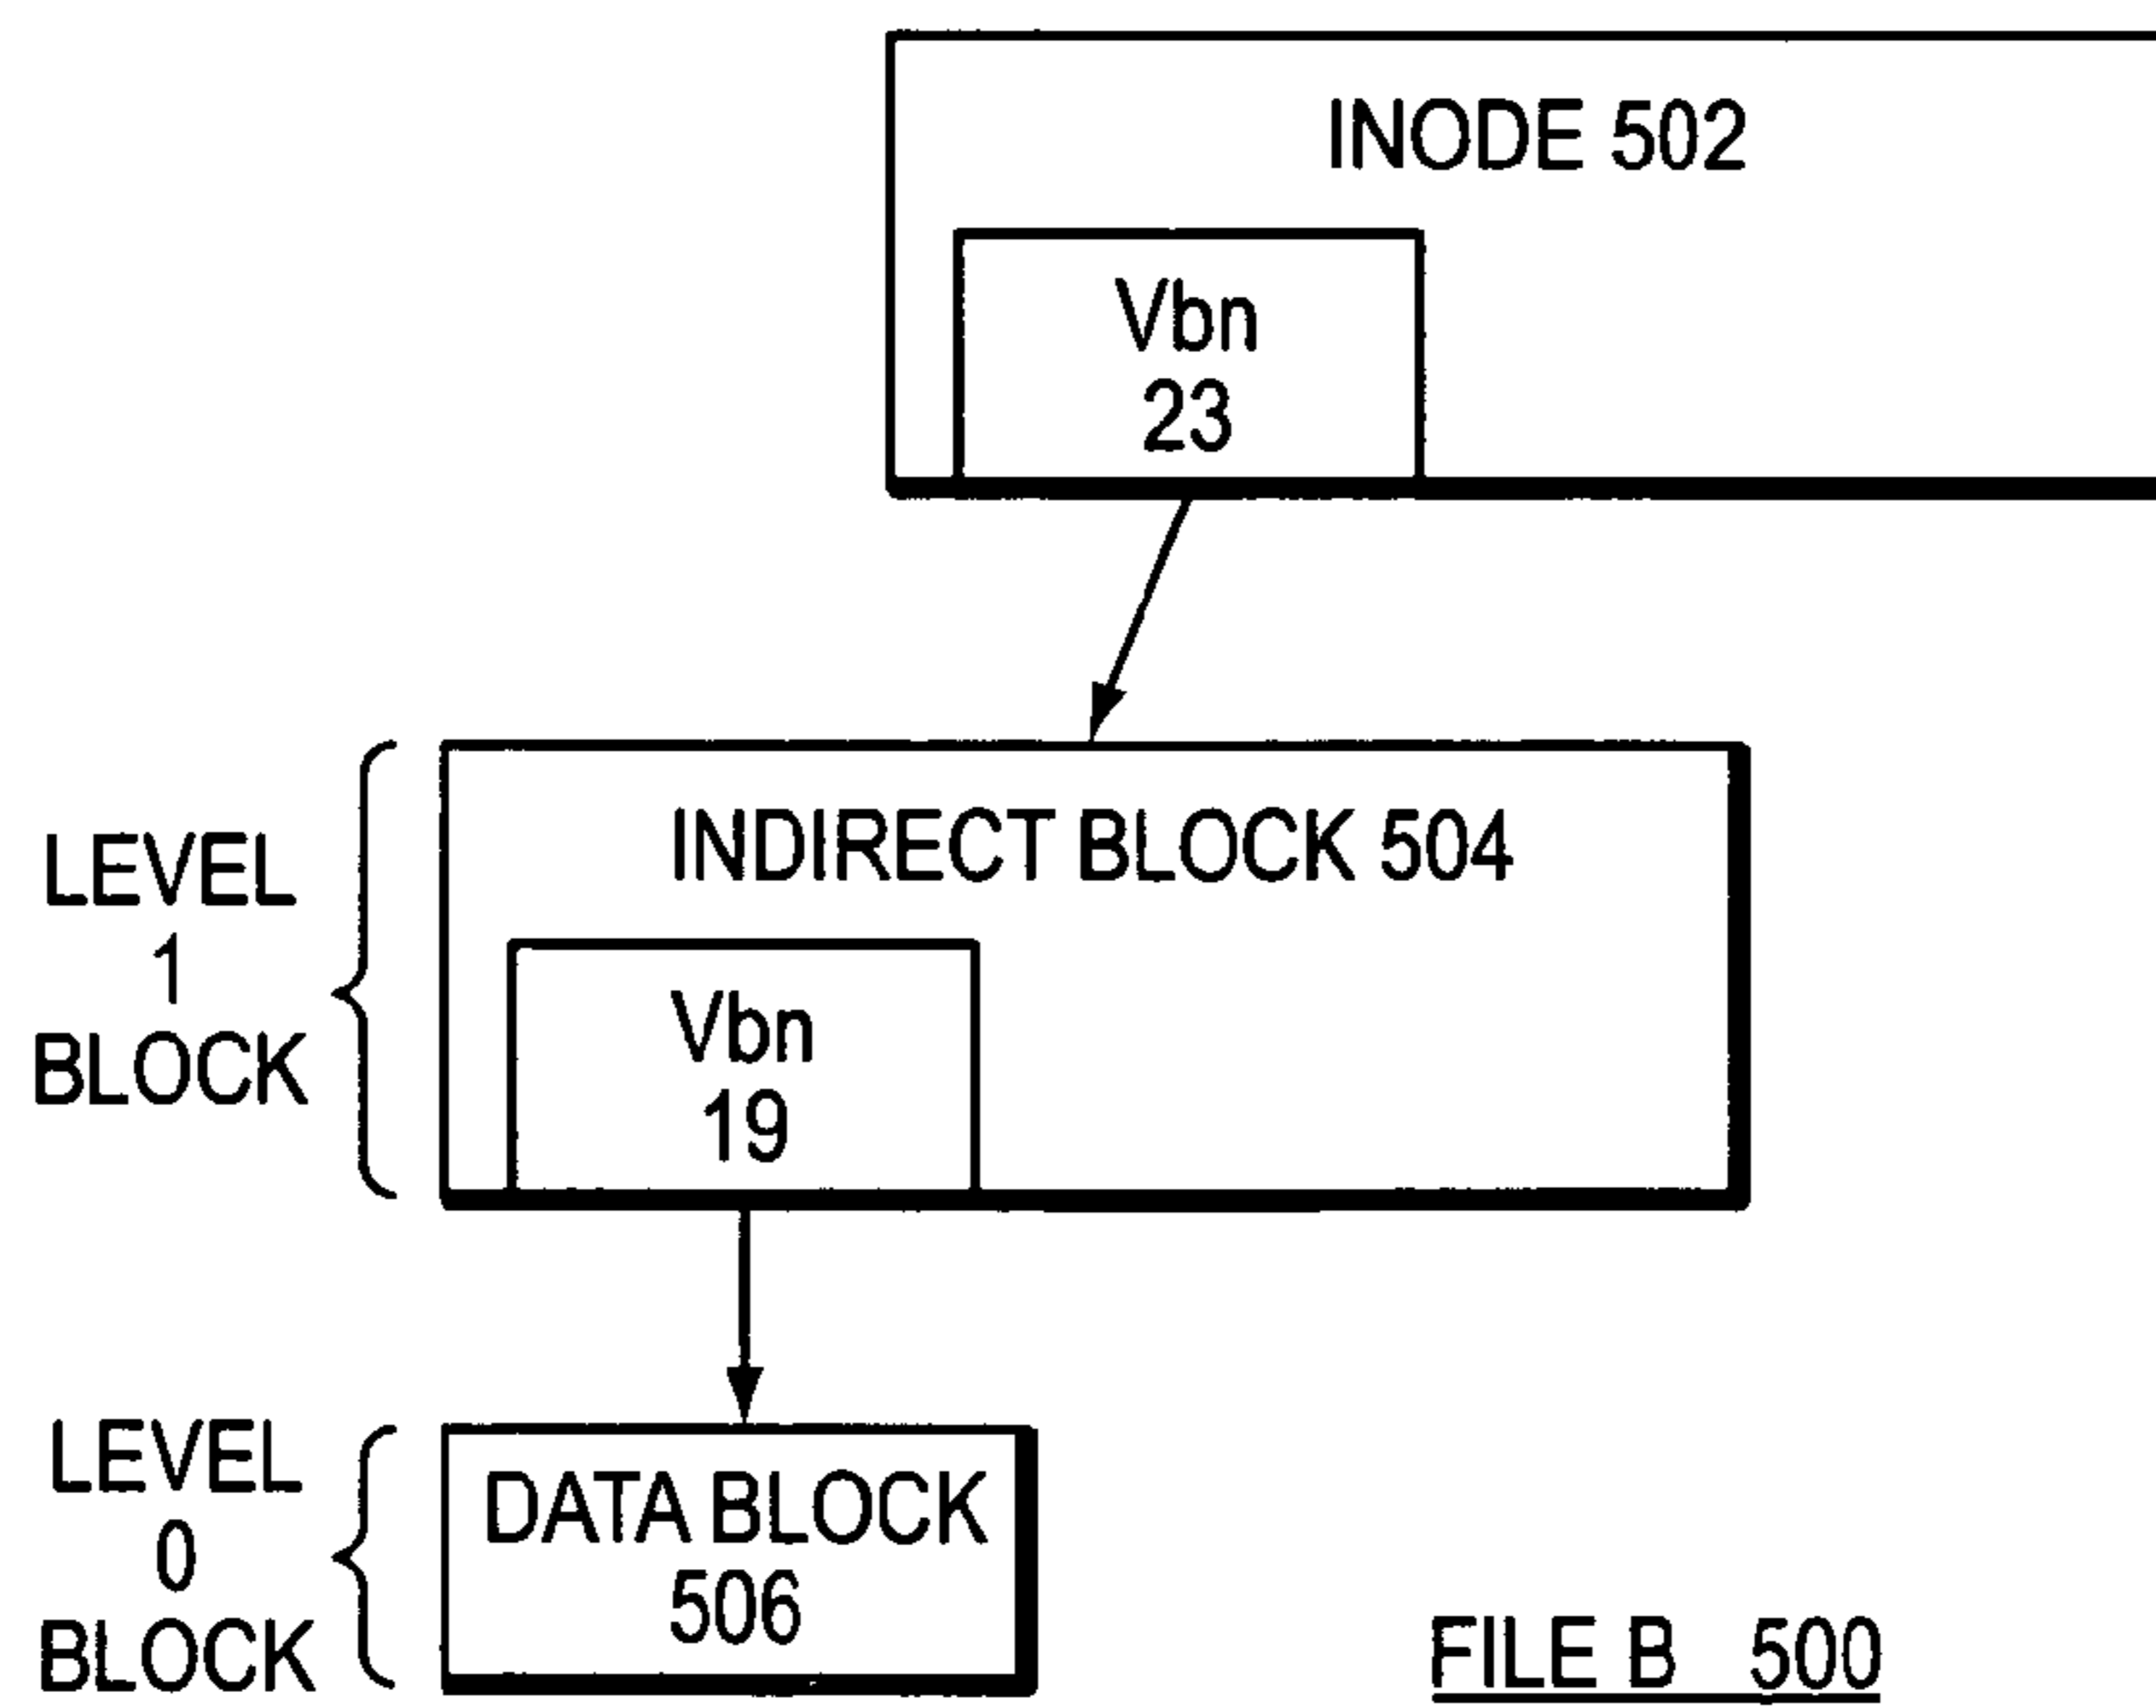 INODE 502
Vbn
23
LEVEL
1
BLOCK
INDIRECT BLOCK 504
Vbn
19
LEVEL
0
BLOCK
DATA BLOCK
506
FILE B 500